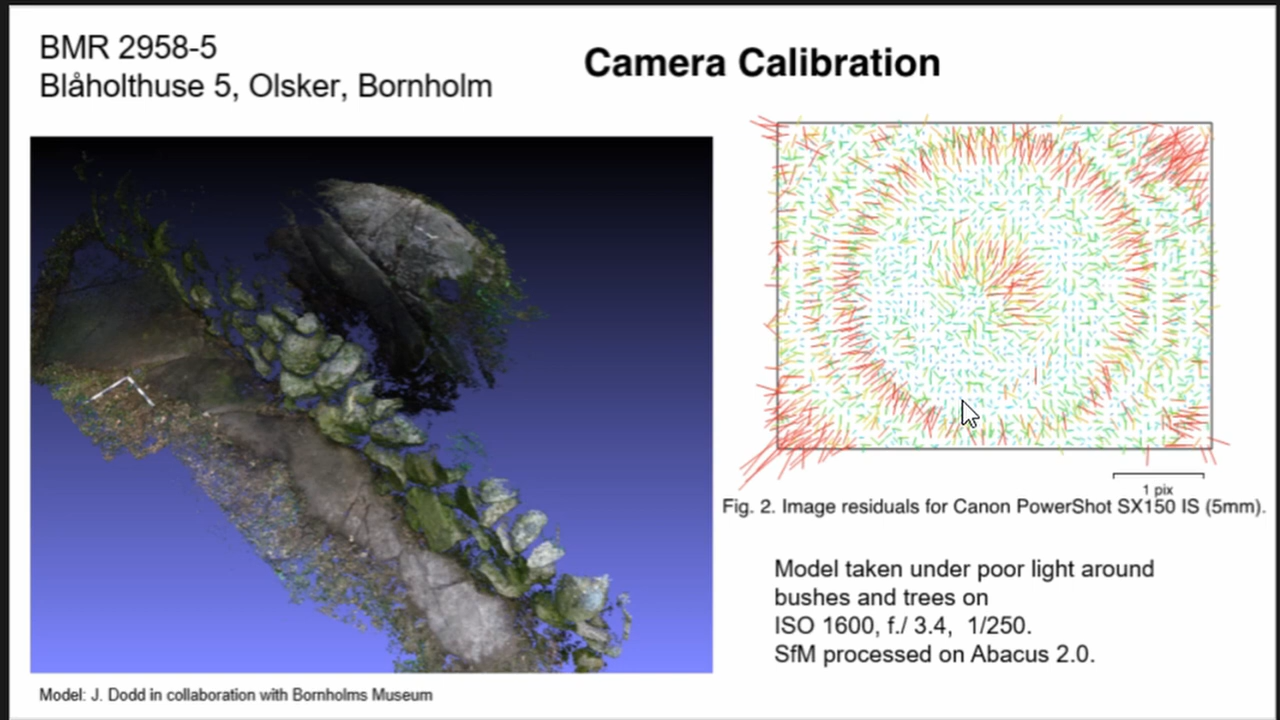 BMR 2958-5
Blåholthuse 5, Olsker, Bornholm
Camera Calibration
1 pix
Fig. 2. Image residuals for Canon PowerShot SX150 IS (5mm).
Model taken under poor light around
bushes and trees on
ISO 1600, f./ 3.4, 1/250.
SfM processed on Abacus 2.0.
Model: J. Dodd in collaboration with Bornholms Museum